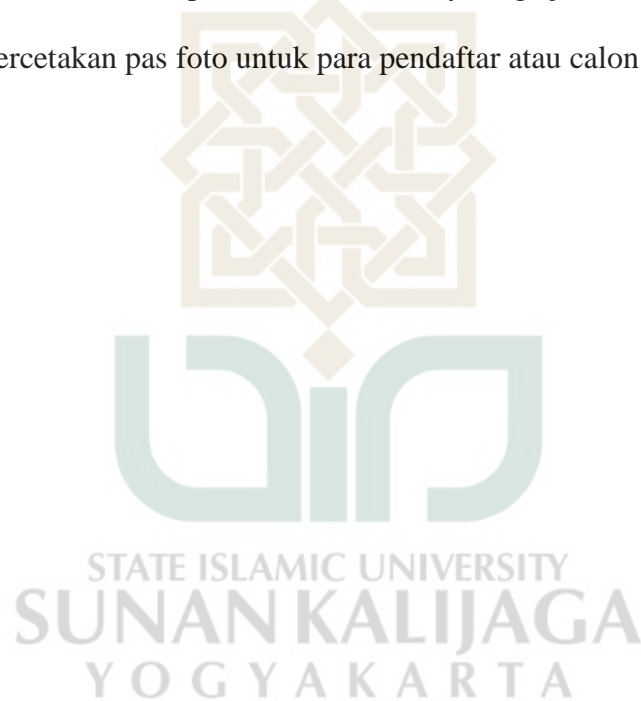 ercetakan pas foto untuk para pendaftar atau calon
STATE ISLAMIC UNIVERSITY
SUNAN KALIJAGA
YOGYAKARTA